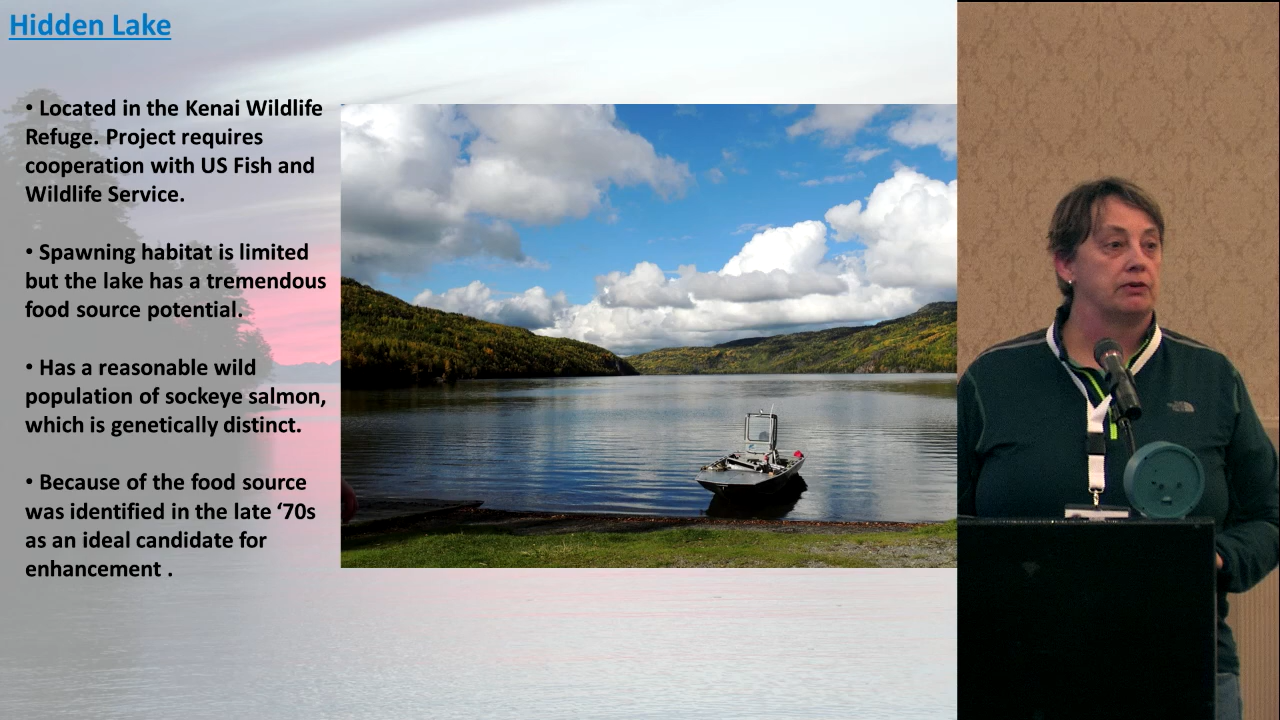 Hidden Lake
• Located in the Kenai Wildlife
Refuge. Project requires
cooperation with US Fish and
Wildlife Service.
• Spawning habitat is limited
but the lake has a tremendous
food source potential.
• Has a reasonable wild
population of sockeye salmon,
which is genetically distinct.
• Because of the food source
was identified in the late ‘70s
as an ideal candidate for
enhancement .